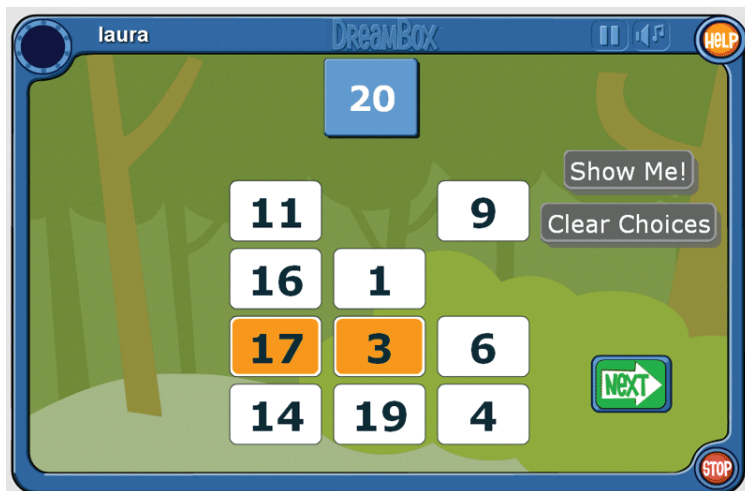 laura
DReaMBox
HeLP
20
Show Me!
11 9
Clear Choices
16 1
17 3 6
NeXT
14 19 4
STOP